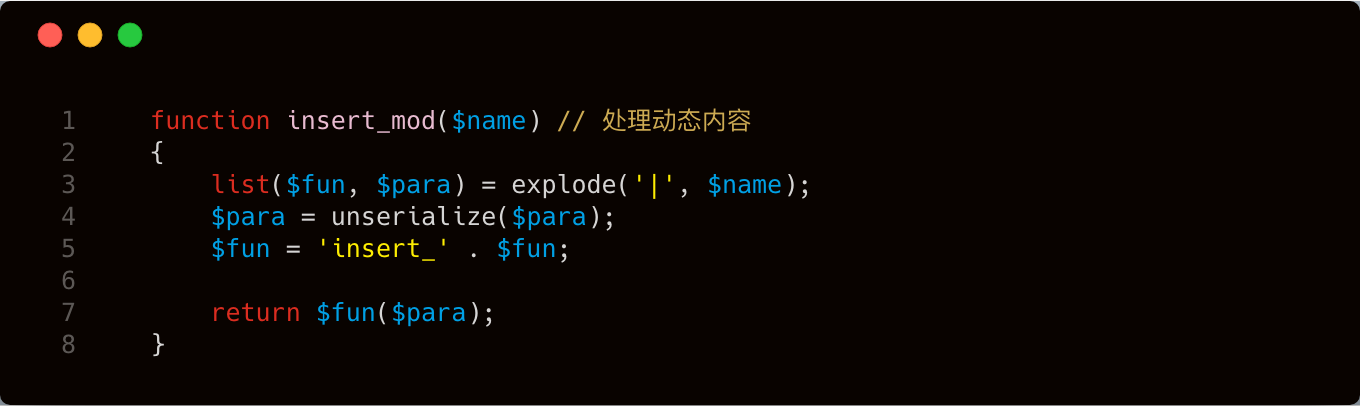 1 function insert_mod($name) // 处理动态内容
2 {
3 list($fun, $para) = explode('|', $name);
4 $para = unserialize($para);
5 $fun = 'insert_' . $fun;
6
7 return $fun($para);
8 }